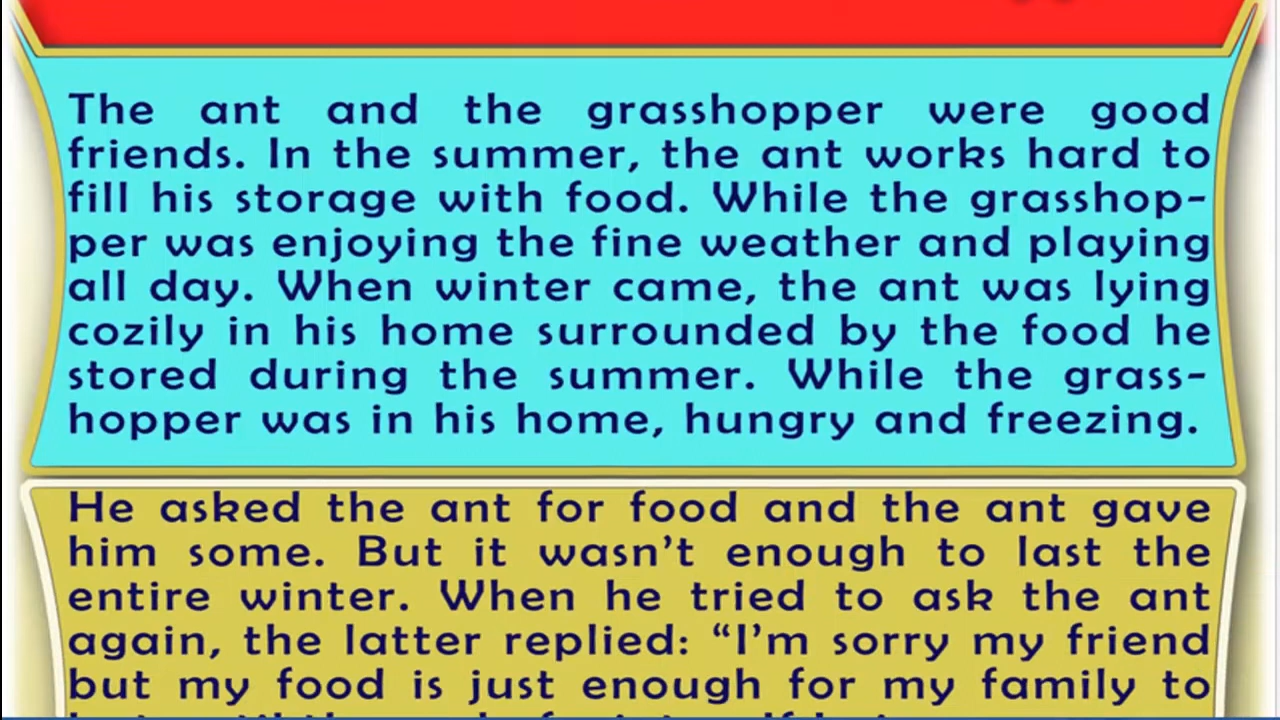 The ant and the grasshopper were good
friends. In the summer, the ant works hard to
fill his storage with food. While the grasshop-
per was enjoying the fine weather and playing
all day. When winter came, the ant was lying
cozily in his home surrounded by the food he
stored during the summer. While the grass-
hopper was in his home, hungry and freezing.
He asked the ant for food and the ant gave
him some. But it wasn’t enough to last the
entire winter. When he tried to ask the ant
again, the latter replied: “I’m sorry my friend
but my food is just enough for my family to